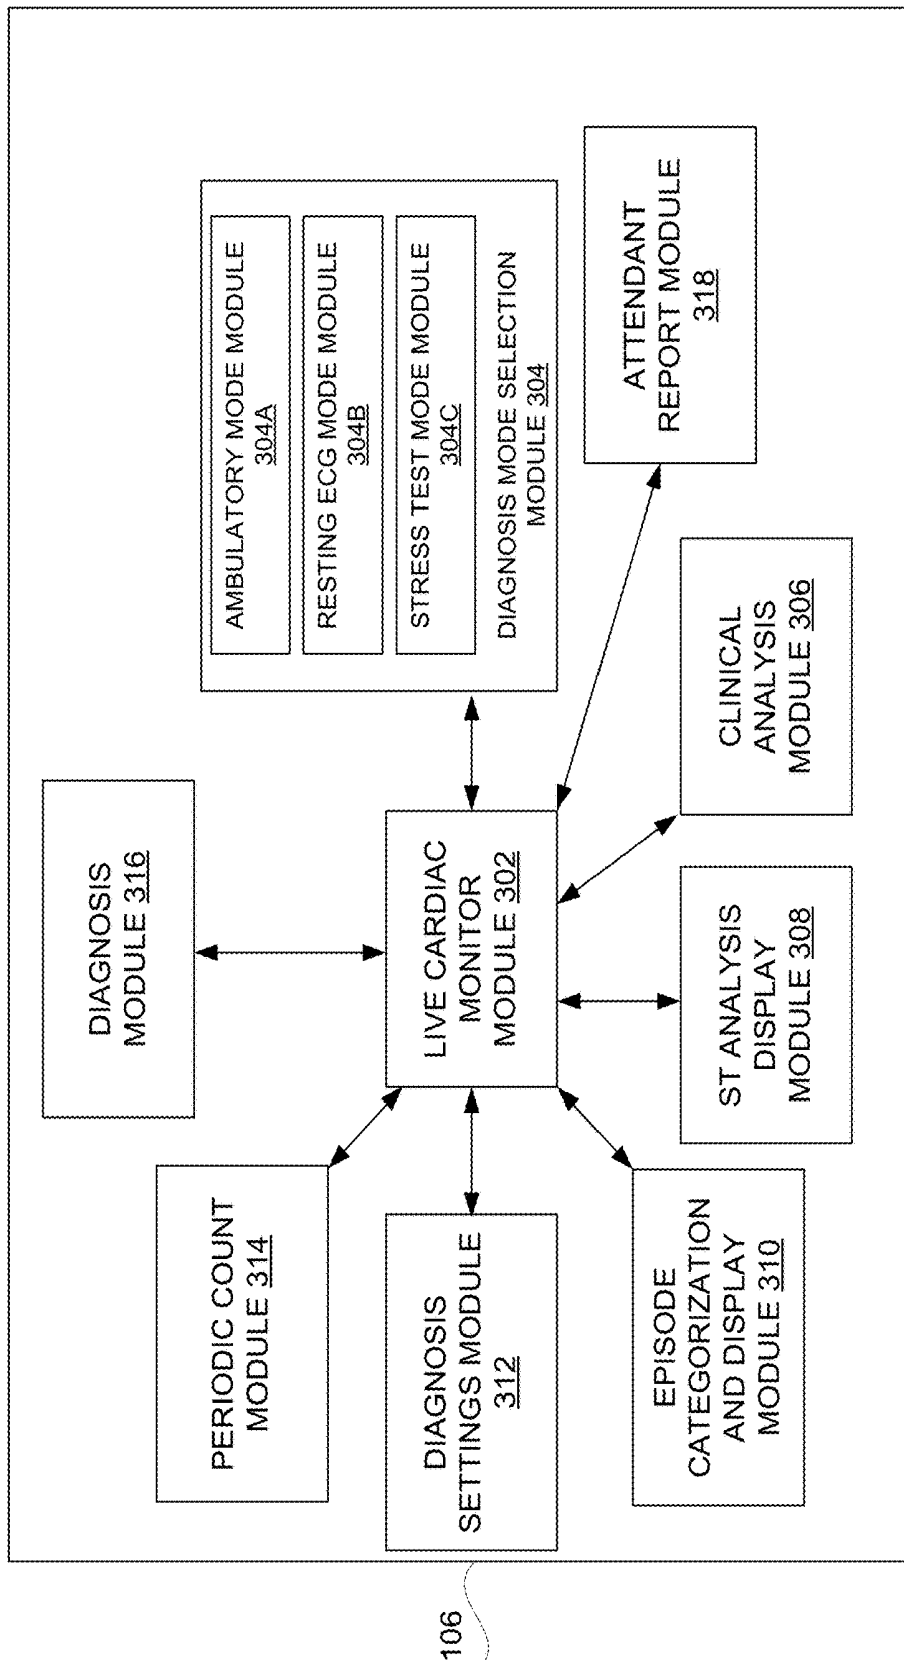 106
DIAGNOSIS
MODULE 316
PERIODIC COUNT
MODULE 314
AMBULATORY MODE MODULE
304A
RESTING ECG MODE MODULE
304B
STRESS TEST MODE MODULE
304C
DIAGNOSIS MODE SELECTION
MODULE 304
DIAGNOSIS
SETTINGS MODULE
312
LIVE CARDIAC
MONITOR
MODULE 302
ATTENDANT
REPORT MODULE
318
EPISODE
CATEGORIZATION
AND DISPLAY
MODULE 310
ST ANALYSIS
DISPLAY
MODULE 308
CLINICAL
ANALYSIS
MODULE 306